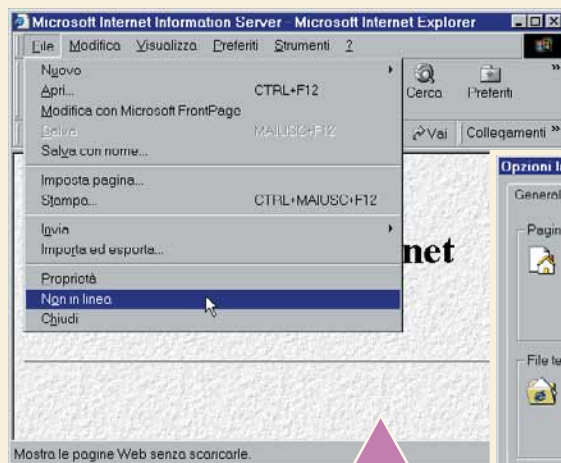 Microsoft Internet Information Server - Microsoft Internet Explorer
File Modifica Visualizza Preferiti Strumenti ?
Nuovo
Apri... CTRL+F12
Modifica con Microsoft FrontPage
Salva MAIUSC+F12
Salva con nome...
Imposta pagina...
Stampa... CTRL+MAIUSC+F12
Invia
Importa ed esporta...
Proprietà
Non in linea
Chiudi
Cerca Preferiti »
Vai Collegamenti »
net
Mostra le pagine Web senza scaricarle.
Opzioni I
General
Pagin
File te